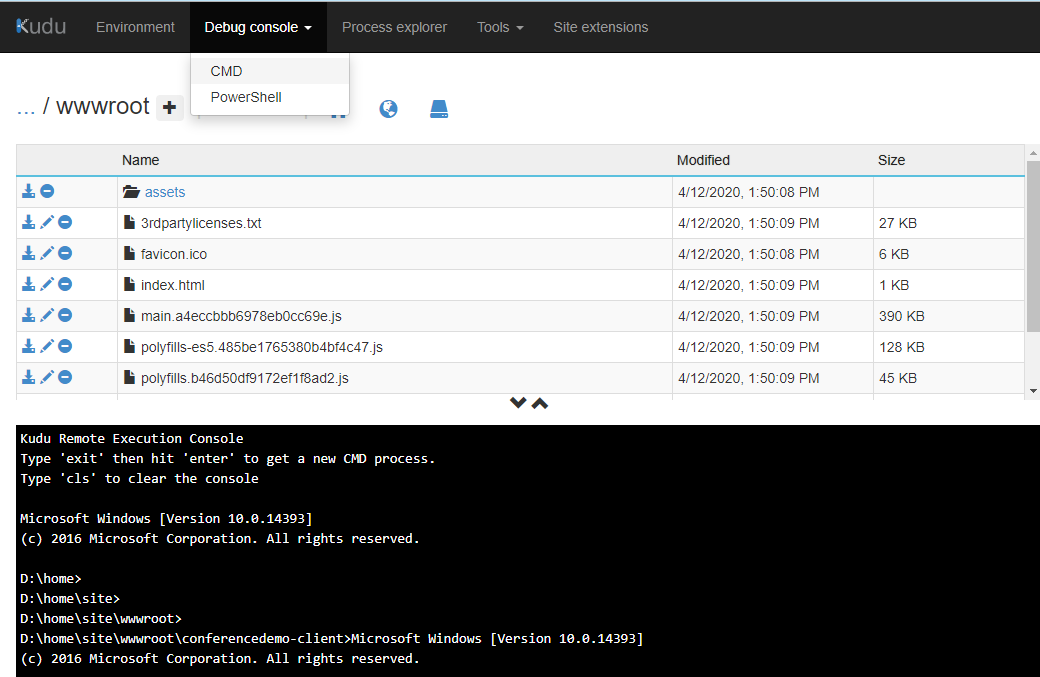 Kudu Environment Debug console Process explorer Tools Site extensions
CMD
PowerShell
... / wwwroot
Name Modified Size
assets 4/12/2020, 1:50:08 PM
3rdpartylicenses.txt 4/12/2020, 1:50:09 PM 27 KB
favicon.ico 4/12/2020, 1:50:08 PM 6 KB
index.html 4/12/2020, 1:50:09 PM 1 KB
main.a4eccbbb6978eb0cc69e.js 4/12/2020, 1:50:09 PM 390 KB
polyfills-es5.485be1765380b4bf4c47.js 4/12/2020, 1:50:09 PM 128 KB
polyfills.b46d50df9172ef1f8ad2.js 4/12/2020, 1:50:09 PM 45 KB
Kudu Remote Execution Console
Type 'exit' then hit 'enter' to get a new CMD process.
Type 'cls' to clear the console
Microsoft Windows [Version 10.0.14393]
(c) 2016 Microsoft Corporation. All rights reserved.
D:\home>
D:\home\site>
D:\home\site\wwwroot>
D:\home\site\wwwroot\conferencedemo-client>Microsoft Windows [Version 10.0.14393]
(c) 2016 Microsoft Corporation. All rights reserved.